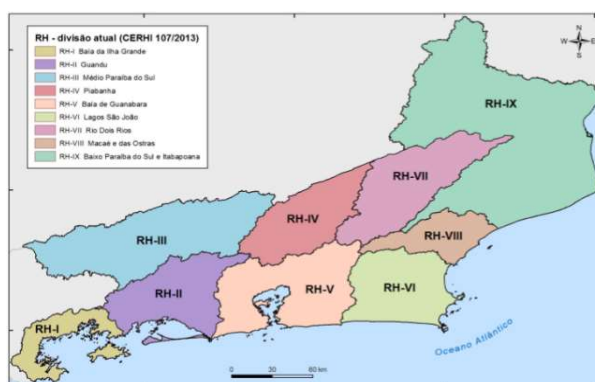 RH - divisão atual (CERHI 107/2013)
RH-I Baía da Ilha Grande
RH-II Guandu
RH-III Médio Paraíba do Sul
RH-IV Piabanha
RH-V Baía de Guanabara
RH-VI Lagos São João
RH-VII Rio Dois Rios
RH-VIII Macaé e das Ostras
RH-IX Baixo Paraíba do Sul e Itabapoana
N
W E
S
RH-IX
RH-VII
RH-IV
RH-III
RH-VIII
RH-II
RH-V
RH-VI
RH-I
Oceano Atlântico
0 30 60 km